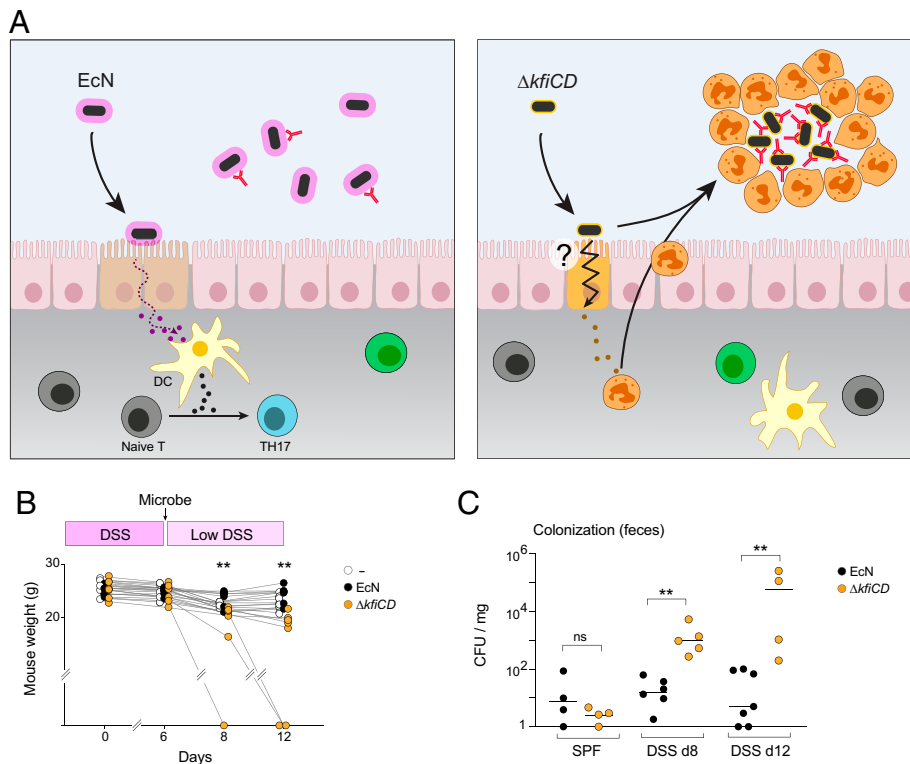 A
EcN
DC
Naive T
TH17
ΔkfiCD
?
B
Microbe
DSS
Low DSS
Mouse weight (g)
30
20
**
**
–
EcN
ΔkfiCD
0
6
8
12
Days
C
Colonization (feces)
CFU / mg
10^6
10^4
10^2
1
ns
**
**
EcN
ΔkfiCD
SPF
DSS d8
DSS d12